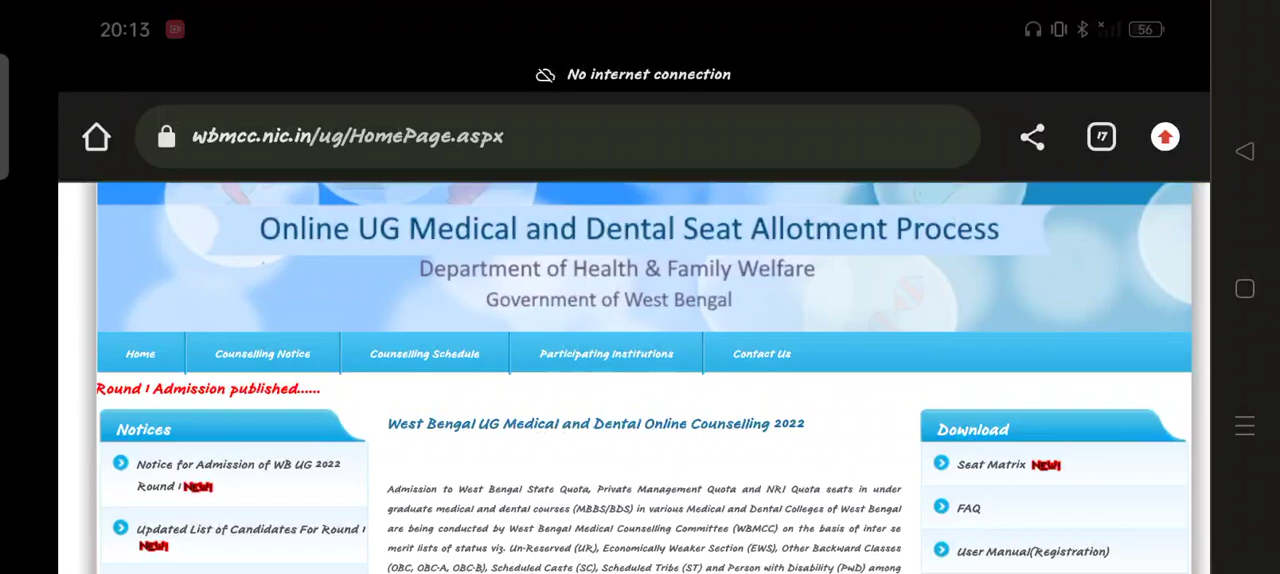 20:13
56
No internet connection
wbmcc.nic.in/ug/HomePage.aspx
17
Online UG Medical and Dental Seat Allotment Process
Department of Health & Family Welfare
Government of West Bengal
Home
Counselling Notice
Counselling Schedule
Participating Institutions
Contact Us
Round 1 Admission published......
Notices
Notice for Admission of WB UG 2022
Round 1 NEW!
Updated List of Candidates For Round 1
NEW!
West Bengal UG Medical and Dental Online Counselling 2022
Admission to West Bengal State Quota, Private Management Quota and NRI Quota seats in under
graduate medical and dental courses (MBBS/BDS) in various Medical and Dental Colleges of West Bengal
are being conducted by West Bengal Medical Counselling Committee (WBMCC) on the basis of inter se
merit lists of status viz. Un-Reserved (UR), Economically Weaker Section (EWS), Other Backward Classes
(OBC, OBC-A, OBC-B), Scheduled Caste (SC), Scheduled Tribe (ST) and Person with Disability (PwD) among
Download
Seat Matrix NEW!
FAQ
User Manual(Registration)